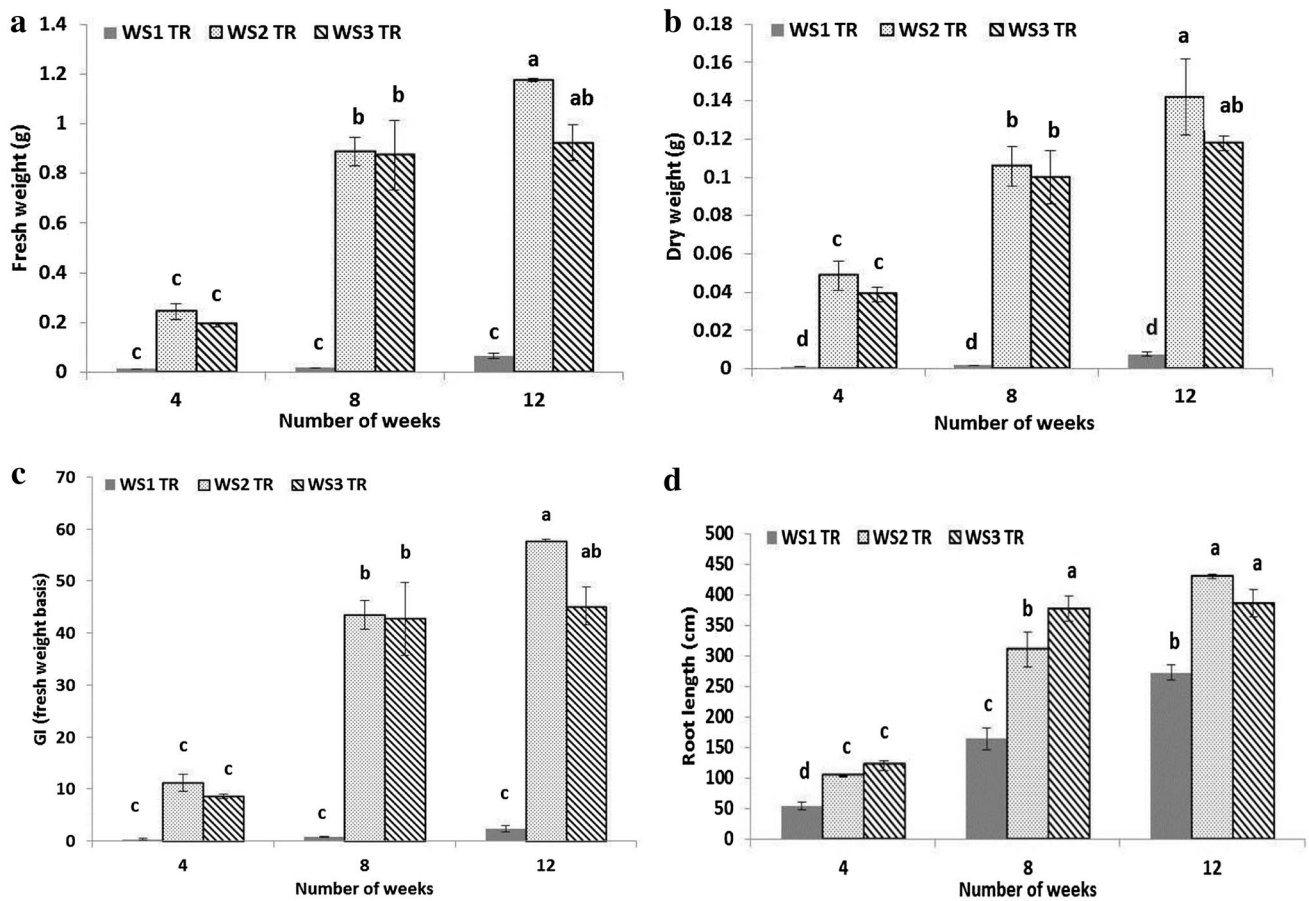 a
WS1 TR WS2 TR WS3 TR
Fresh weight (g)
1.4
1.2
1
0.8
0.6
0.4
0.2
0
c c c
c b b
c a ab
4 8 12
Number of weeks
b
WS1 TR WS2 TR WS3 TR
Dry weight (g)
0.18
0.16
0.14
0.12
0.1
0.08
0.06
0.04
0.02
0
d c c
d b b
d a ab
4 8 12
Number of weeks
c
WS1 TR WS2 TR WS3 TR
GI (fresh weight basis)
70
60
50
40
30
20
10
0
c c c
c b b
c a ab
4 8 12
Number of weeks
d
WS1 TR WS2 TR WS3 TR
Root length (cm)
500
450
400
350
300
250
200
150
100
50
0
d c c
c b a
b a a
4 8 12
Number of weeks